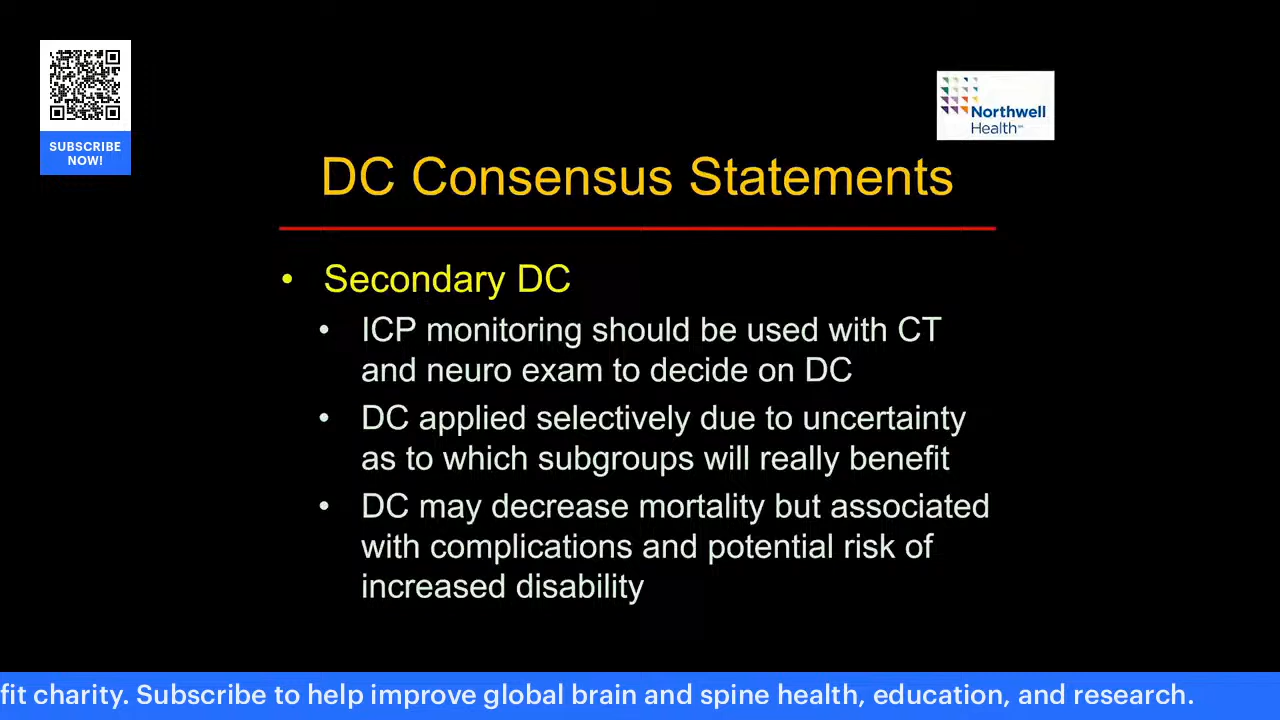 SUBSCRIBE
NOW!
Northwell
Health
DC Consensus Statements
• Secondary DC
• ICP monitoring should be used with CT
and neuro exam to decide on DC
• DC applied selectively due to uncertainty
as to which subgroups will really benefit
• DC may decrease mortality but associated
with complications and potential risk of
increased disability
fit charity. Subscribe to help improve global brain and spine health, education, and research.